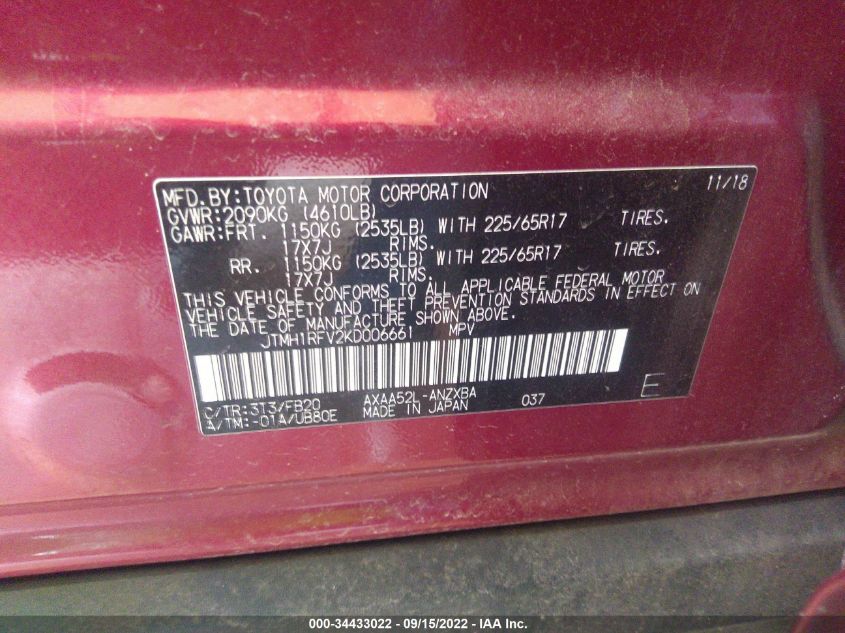 MFD.BY:TOYOTA MOTOR CORPORATION 11/18
GVWR:2090KG (4610LB)
GAWR:FRT. 1150KG (2535LB) WITH 225/65R17 TIRES.
17X7J RIMS.
RR. 1150KG (2535LB) WITH 225/65R17 TIRES.
17X7J RIMS.
THIS VEHICLE CONFORMS TO ALL APPLICABLE FEDERAL MOTOR
VEHICLE SAFETY AND THEFT PREVENTION STANDARDS IN EFFECT ON
THE DATE OF MANUFACTURE SHOWN ABOVE.
JTMH1RFV2KD006661 MPV
C/TR:3T3/FB20 AXAA52L-ANZXBA 037 E
A/TM:-01A/UB80E MADE IN JAPAN
000-34433022 - 09/15/2022 - IAA Inc.